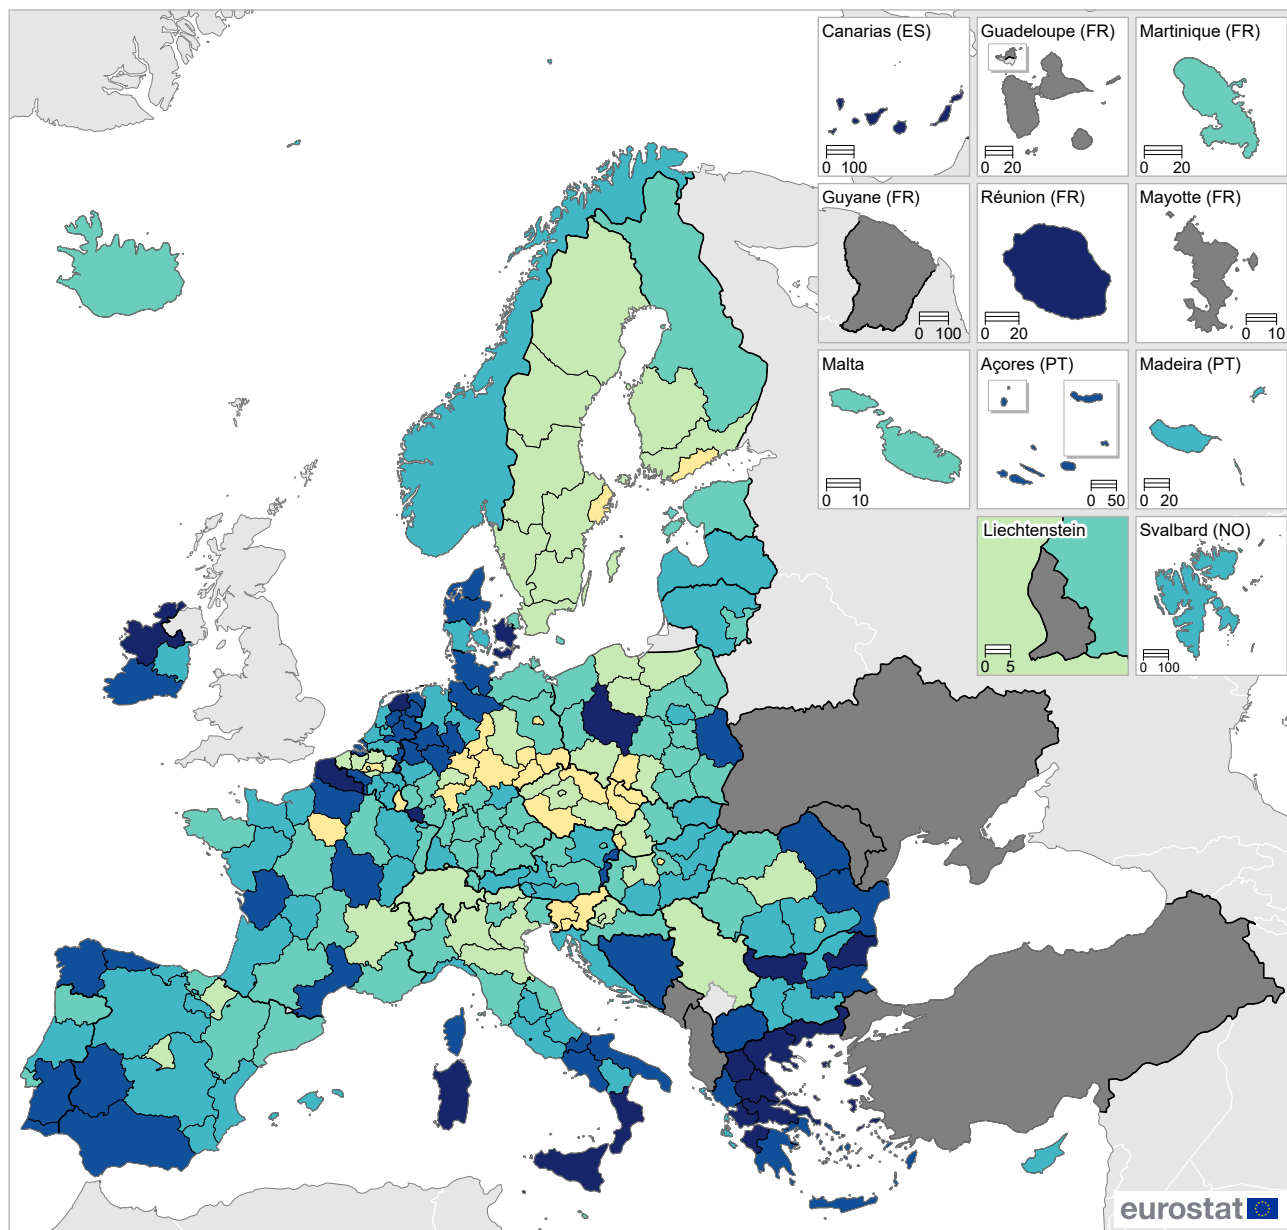 Canarias (ES)
0 100
Guadeloupe (FR)
0 20
Martinique (FR)
0 20
Guyane (FR)
0 100
Réunion (FR)
0 20
Mayotte (FR)
0 10
Malta
0 10
Açores (PT)
0 50
Madeira (PT)
0 20
Liechtenstein
0 5
Svalbard (NO)
0 100
eurostat